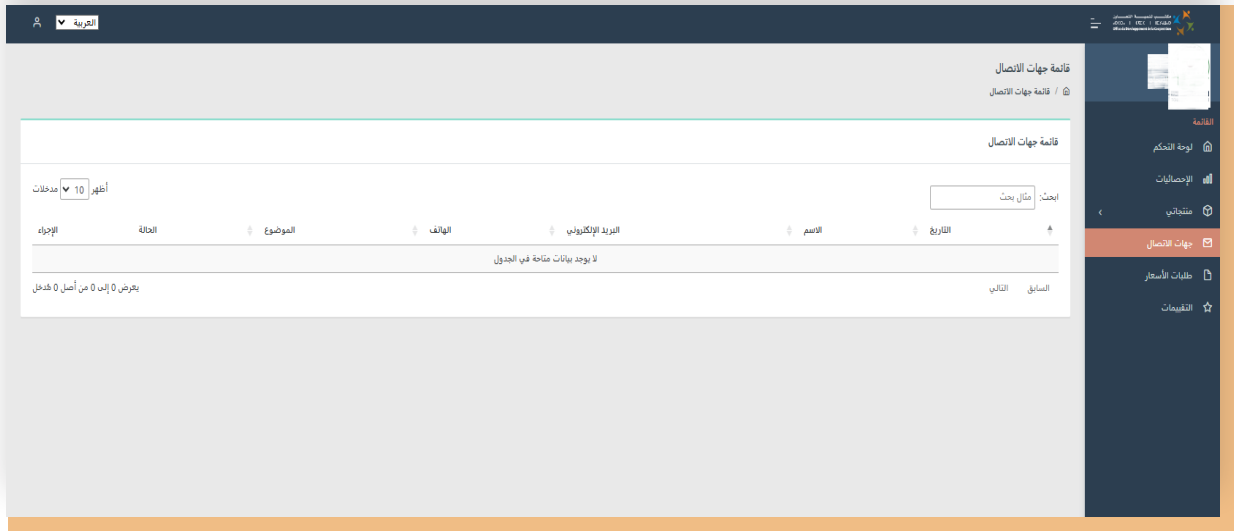 العربية
قائمة جهات الاتصال
/ قائمة جهات الاتصال
القائمة
لوحة التحكم
الإحصائيات
منتجاتي
جهات الاتصال
طلبات الأسعار
التقييمات
قائمة جهات الاتصال
ابحث: مثال بحث
أظهر 10 مدخلات
التاريخ الاسم البريد الإلكتروني الهاتف الموضوع الحالة الإجراء
لا يوجد بيانات متاحة في الجدول
السابق التالي
يعرض 0 إلى 0 من أصل 0 مُدخل